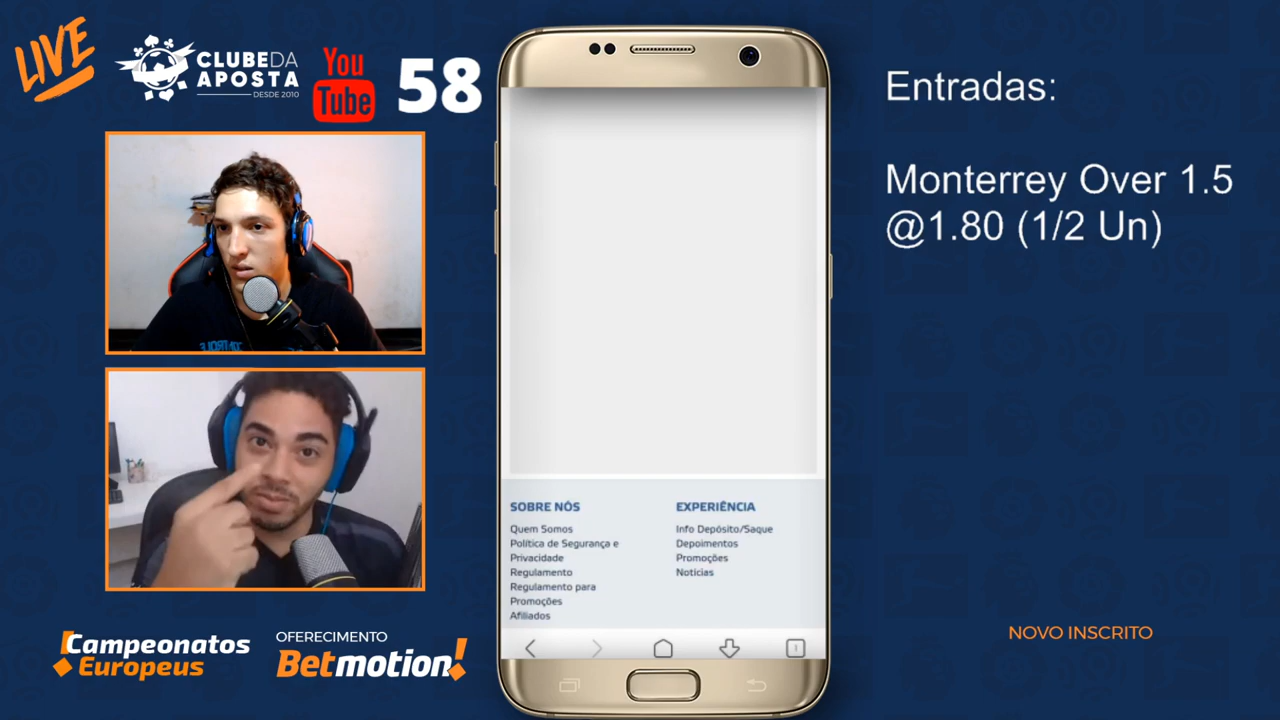 LIVE
CLUBEDA
APOSTA
DESDE 2010
You
Tube
58
Entradas:
Monterrey Over 1.5
@1.80 (1/2 Un)
SOBRE NÓS
Quem Somos
Política de Segurança e
Privacidade
Regulamento
Regulamento para
Promoções
Afiliados
EXPERIÊNCIA
Info Depósito/Saque
Depoimentos
Promoções
Notícias
Campeonatos
Europeus
OFERECIMENTO
Betmotion!
NOVO INSCRITO